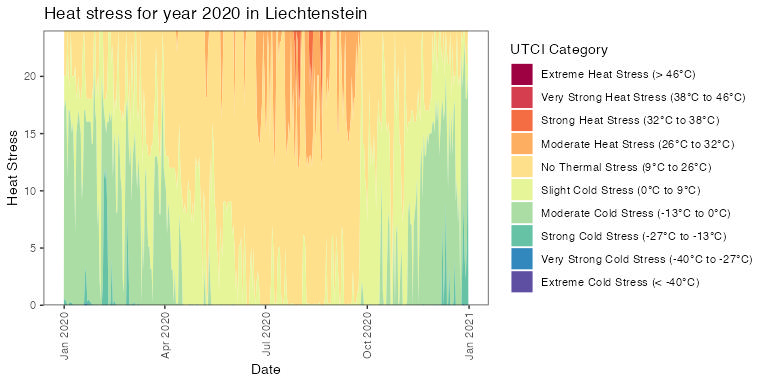 Heat stress for year 2020 in Liechtenstein
Heat Stress
20
15
10
5
0
Jan 2020
Apr 2020
Jul 2020
Oct 2020
Jan 2021
Date
UTCI Category
Extreme Heat Stress (> 46°C)
Very Strong Heat Stress (38°C to 46°C)
Strong Heat Stress (32°C to 38°C)
Moderate Heat Stress (26°C to 32°C)
No Thermal Stress (9°C to 26°C)
Slight Cold Stress (0°C to 9°C)
Moderate Cold Stress (-13°C to 0°C)
Strong Cold Stress (-27°C to -13°C)
Very Strong Cold Stress (-40°C to -27°C)
Extreme Cold Stress (< -40°C)